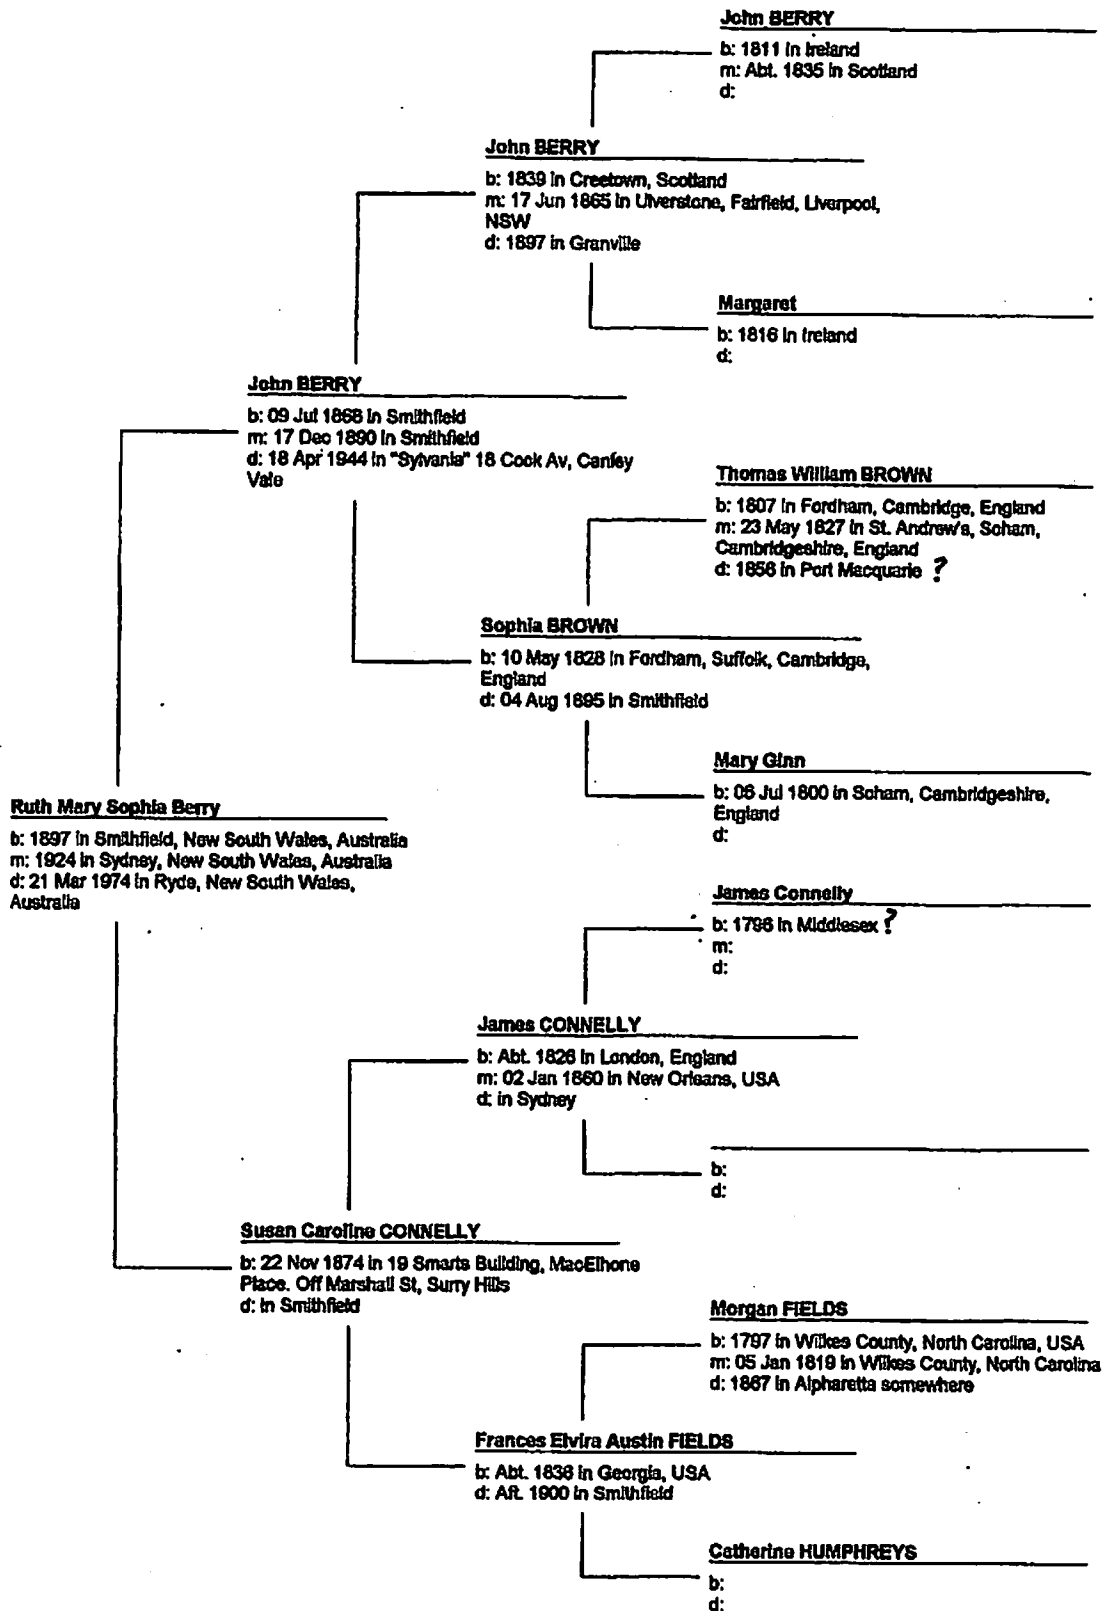 John BERRY
b: 1811 in Ireland
m: Abt. 1835 in Scotland
d:
John BERRY
b: 1839 in Creetown, Scotland
m: 17 Jun 1865 in Ulverstone, Fairfield, Liverpool,
NSW
d: 1897 in Granville
Margaret
b: 1816 in Ireland
d:
John BERRY
b: 09 Jul 1868 in Smithfield
m: 17 Dec 1890 in Smithfield
d: 18 Apr 1944 in "Sylvania" 18 Cook Av, Canley
Vale
Thomas William BROWN
b: 1807 in Fordham, Cambridge, England
m: 23 May 1827 in St. Andrew's, Soham,
Cambridgeshire, England
d: 1856 in Port Macquarie ?
Sophia BROWN
b: 10 May 1828 in Fordham, Suffolk, Cambridge,
England
d: 04 Aug 1895 in Smithfield
Mary Ginn
b: 06 Jul 1800 in Soham, Cambridgeshire,
England
d:
Ruth Mary Sophia Berry
b: 1897 in Smithfield, New South Wales, Australia
m: 1924 in Sydney, New South Wales, Australia
d: 21 Mar 1974 in Ryde, New South Wales,
Australia
James Connelly
b: 1796 in Middlesex ?
m:
d:
James CONNELLY
b: Abt. 1826 in London, England
m: 02 Jan 1860 in New Orleans, USA
d: in Sydney
b:
d:
Susan Caroline CONNELLY
b: 22 Nov 1874 in 19 Smarts Building, MacElhone
Place. Off Marshall St, Surry Hills
d: in Smithfield
Morgan FIELDS
b: 1797 in Wilkes County, North Carolina, USA
m: 05 Jan 1819 in Wilkes County, North Carolina
d: 1867 in Alpharetta somewhere
Frances Elvira Austin FIELDS
b: Abt. 1836 in Georgia, USA
d: Aft. 1900 in Smithfield
Catherine HUMPHREYS
b:
d: